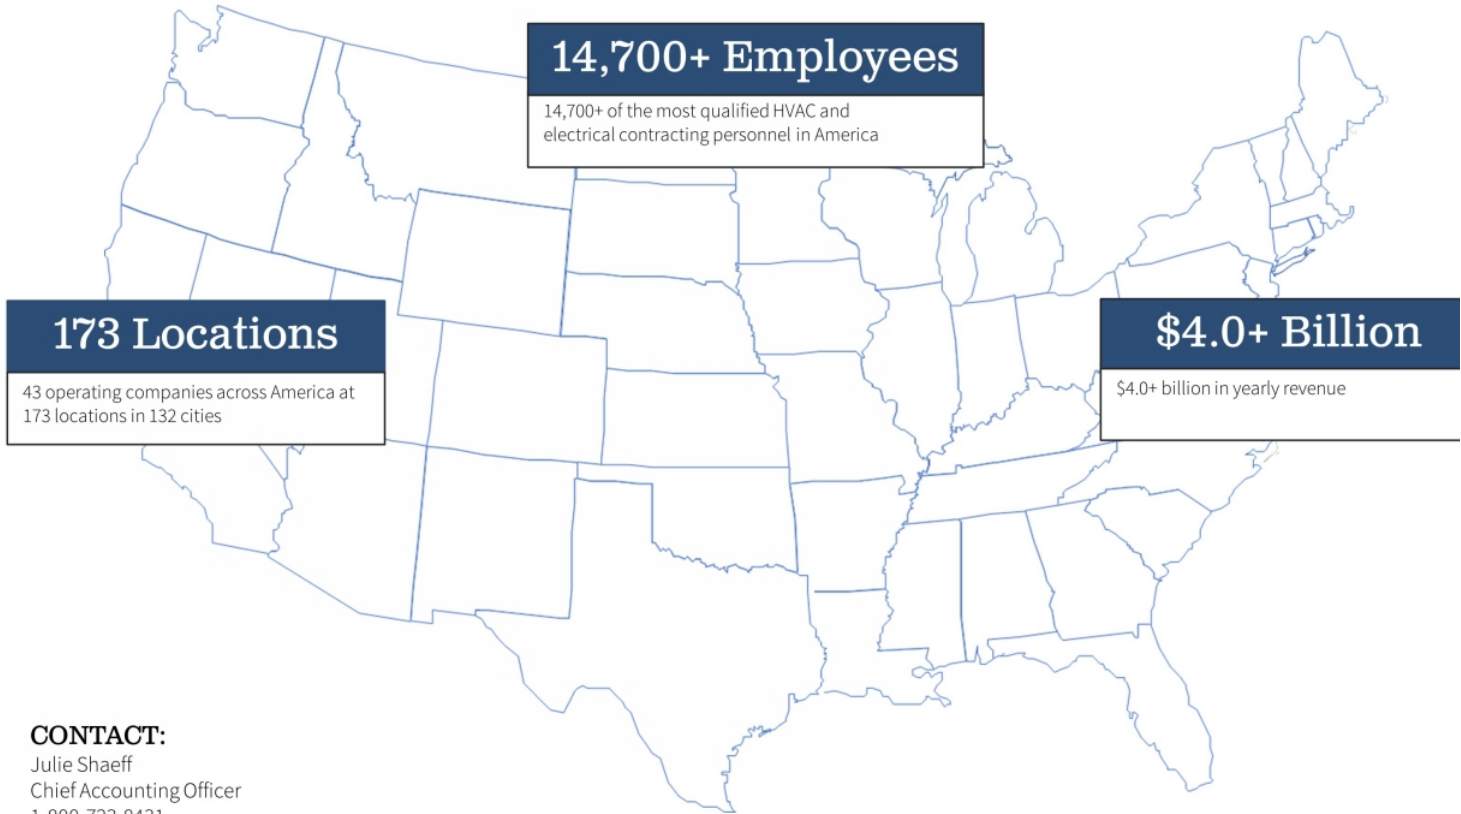 14,700+ Employees
14,700+ of the most qualified HVAC and
electrical contracting personnel in America
173 Locations
43 operating companies across America at
173 locations in 132 cities
$4.0+ Billion
$4.0+ billion in yearly revenue
CONTACT:
Julie Shaeff
Chief Accounting Officer